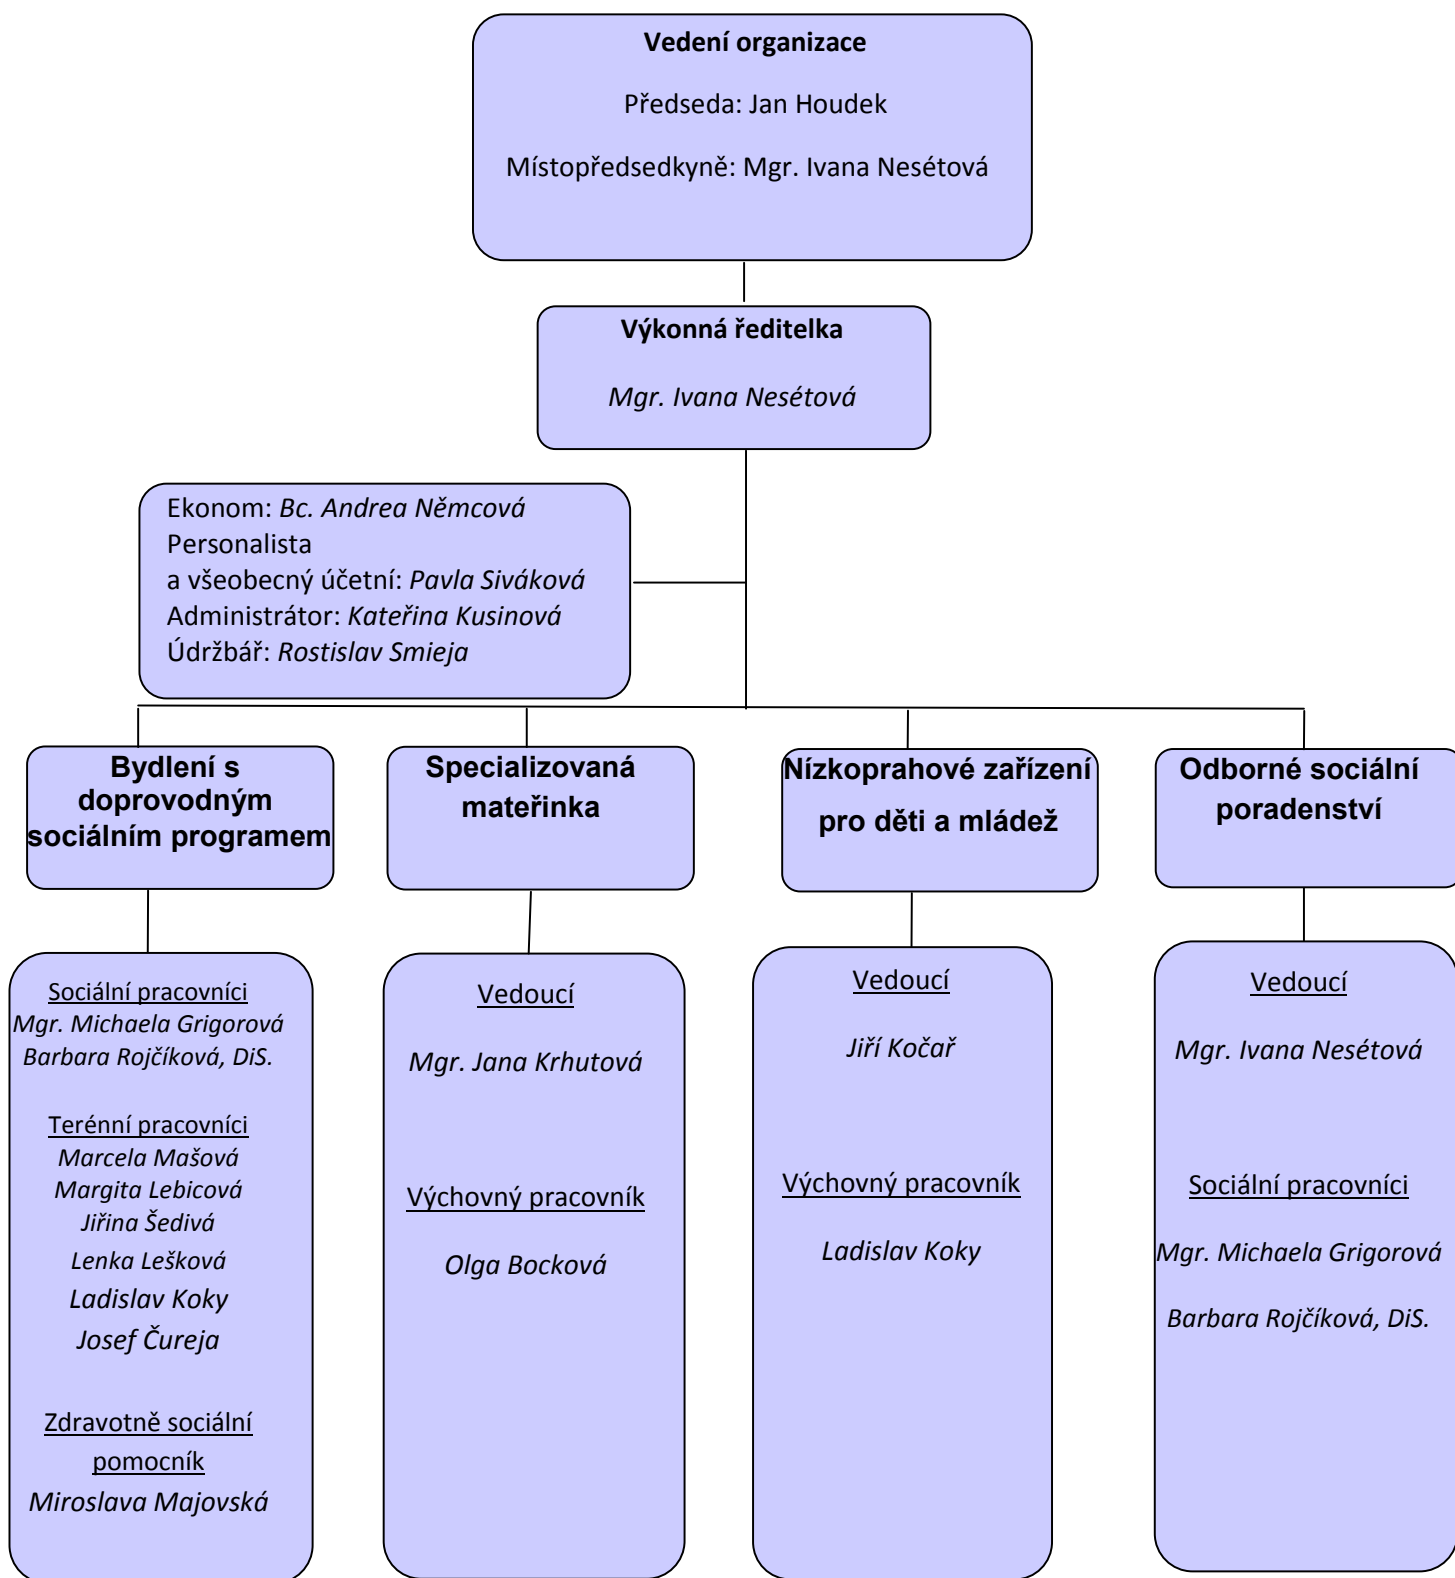 Vedení organizace
Předseda: Jan Houdek
Místopředsedkyně: Mgr. Ivana Nesétová
Výkonná ředitelka
Mgr. Ivana Nesétová
Ekonom: Bc. Andrea Němcová
Personalista
a všeobecný účetní: Pavla Siváková
Administrátor: Kateřina Kusinová
Údržbář: Rostislav Smieja
Bydlení s
doprovodným
sociálním programem
Specializovaná
mateřinka
Nízkoprahové zařízení
pro děti a mládež
Odborné sociální
poradenství
Sociální pracovníci
Mgr. Michaela Grigorová
Barbara Rojčíková, DiS.
Terénní pracovníci
Marcela Mašová
Margita Lebicová
Jiřina Šedivá
Lenka Lešková
Ladislav Koky
Josef Čureja
Zdravotně sociální
pomocník
Miroslava Majovská
Vedoucí
Mgr. Jana Krhutová
Výchovný pracovník
Olga Bocková
Vedoucí
Jiří Kočař
Výchovný pracovník
Ladislav Koky
Vedoucí
Mgr. Ivana Nesétová
Sociální pracovníci
Mgr. Michaela Grigorová
Barbara Rojčíková, DiS.